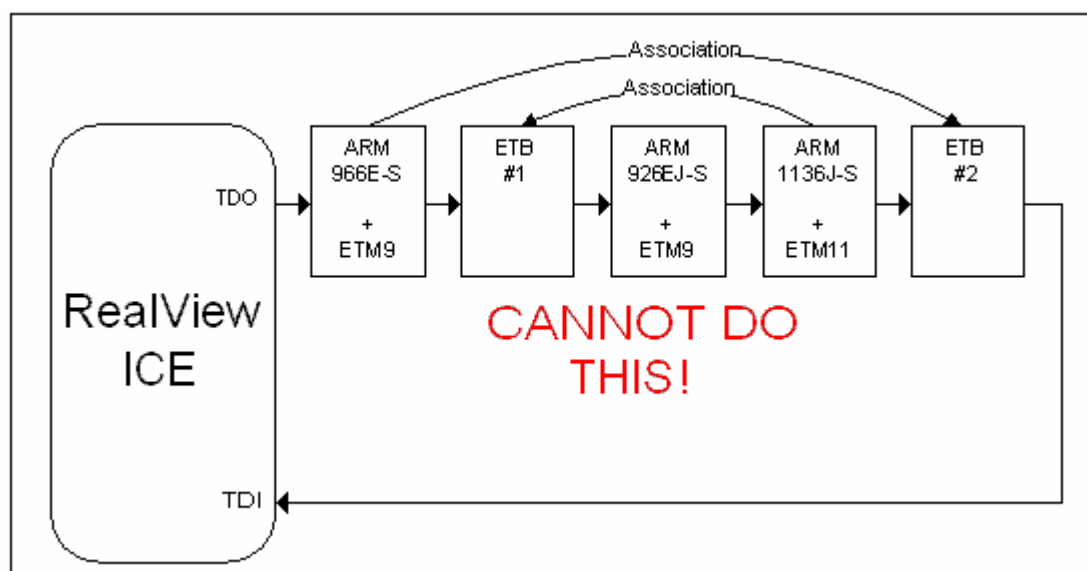 Association
Association
ARM
966E-S
+
ETM9
ETB
#1
ARM
926EJ-S
+
ETM9
ARM
1136J-S
+
ETM11
ETB
#2
TDO
RealView
ICE
CANNOT DO
THIS!
TDI